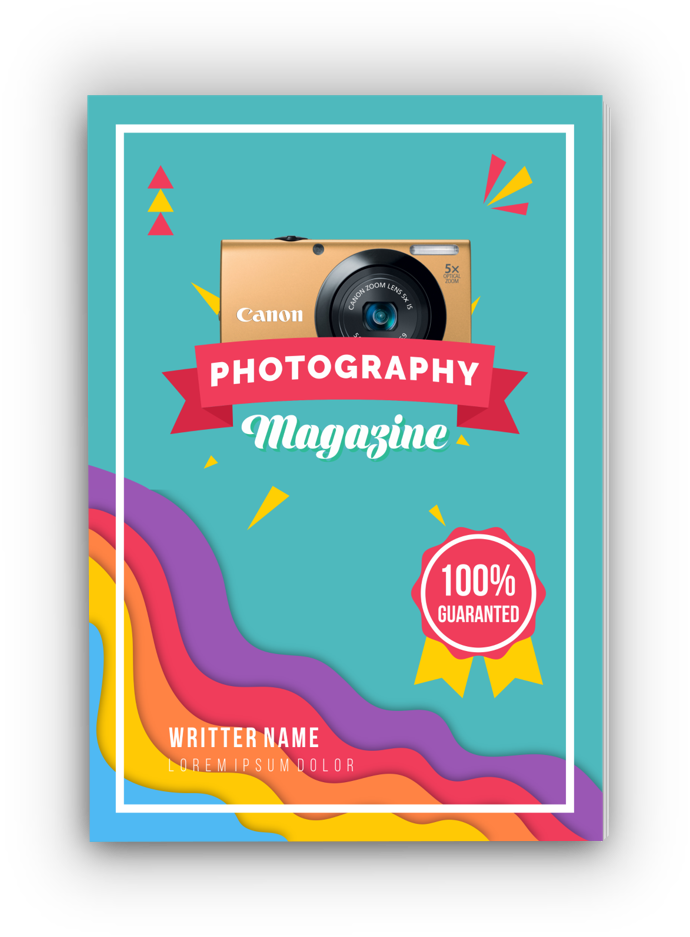 5x
OPTICAL
ZOOM
CANON ZOOM LENS 5x IS
Canon
PHOTOGRAPHY
Magazine
100%
GUARANTED
WRITTER NAME
LOREM IPSUM DOLOR